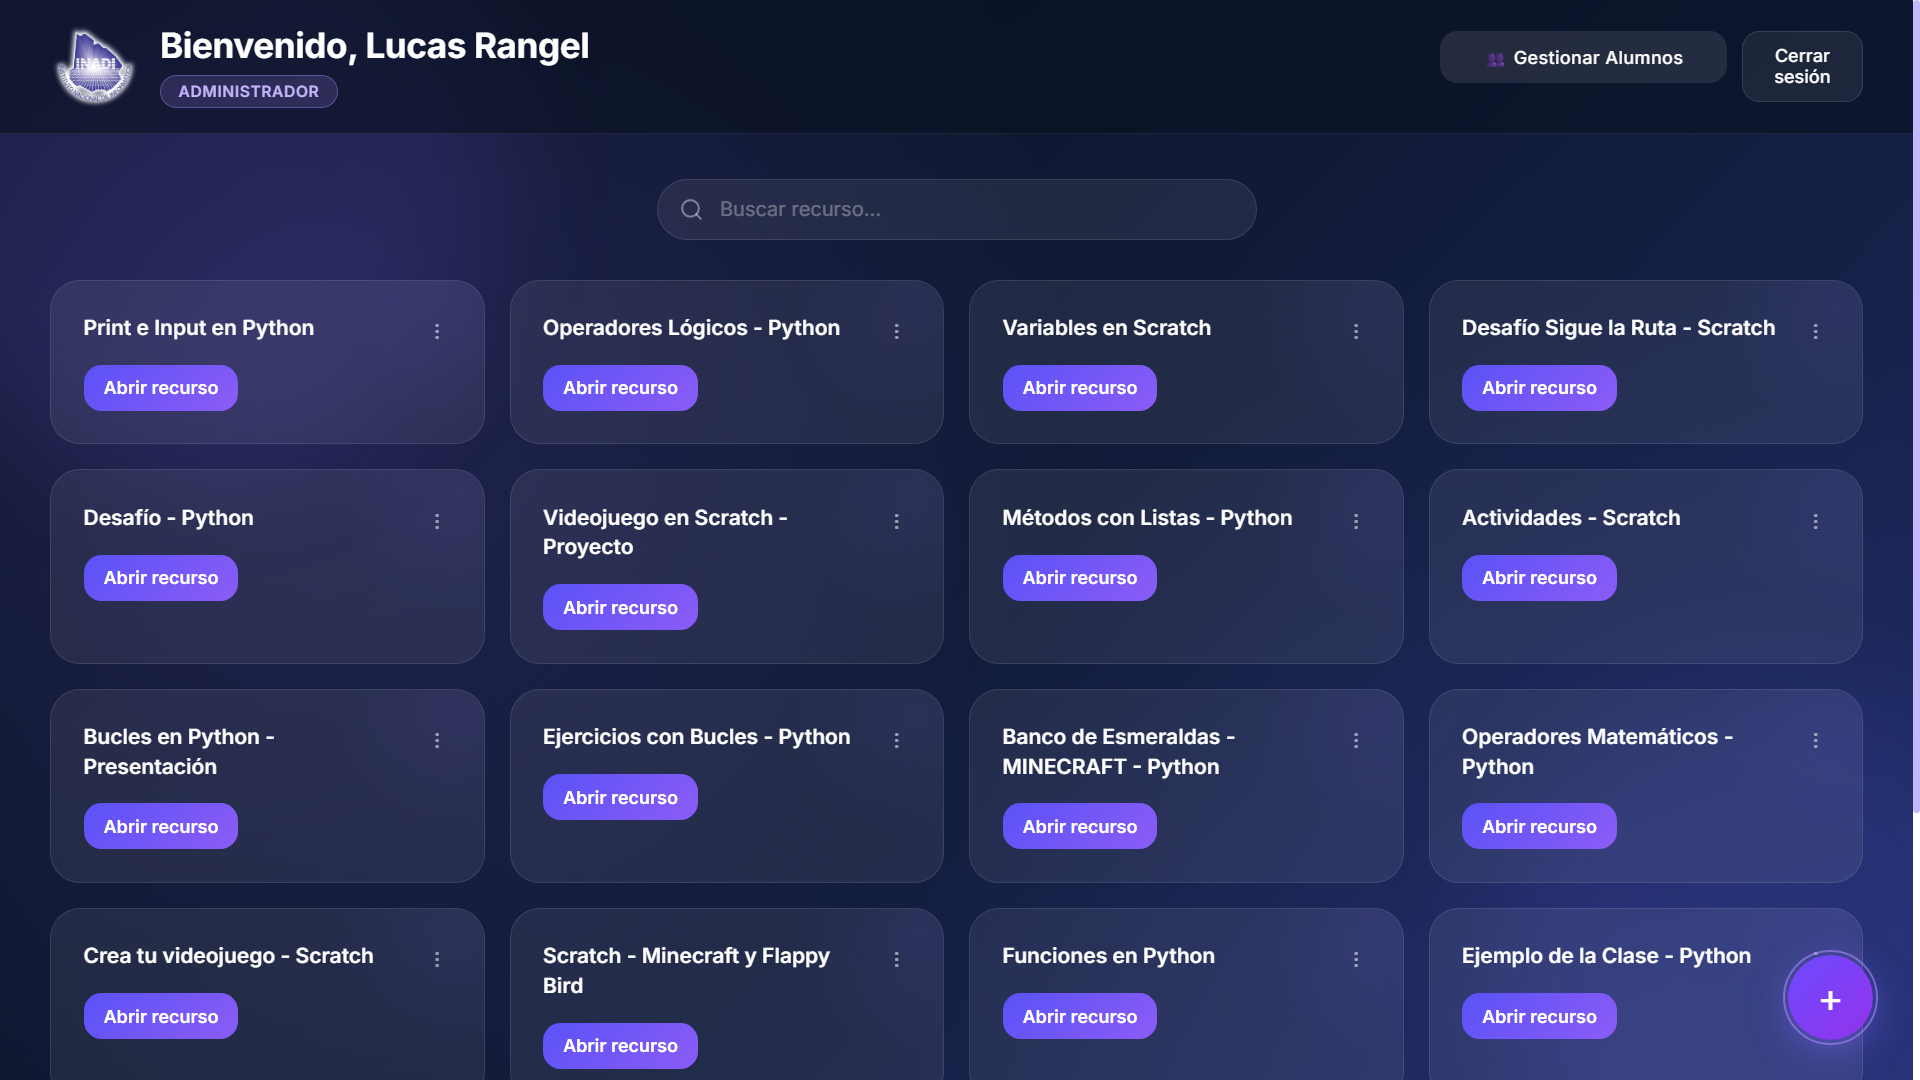 INADI
Bienvenido, Lucas Rangel
ADMINISTRADOR
Gestionar Alumnos
Cerrar
sesión
Buscar recurso...
Print e Input en Python
Abrir recurso
Operadores Lógicos - Python
Abrir recurso
Variables en Scratch
Abrir recurso
Desafío Sigue la Ruta - Scratch
Abrir recurso
Desafío - Python
Abrir recurso
Videojuego en Scratch -
Proyecto
Abrir recurso
Métodos con Listas - Python
Abrir recurso
Actividades - Scratch
Abrir recurso
Bucles en Python -
Presentación
Abrir recurso
Ejercicios con Bucles - Python
Abrir recurso
Banco de Esmeraldas -
MINECRAFT - Python
Abrir recurso
Operadores Matemáticos -
Python
Abrir recurso
Crea tu videojuego - Scratch
Abrir recurso
Scratch - Minecraft y Flappy
Bird
Abrir recurso
Funciones en Python
Abrir recurso
Ejemplo de la Clase - Python
Abrir recurso
+